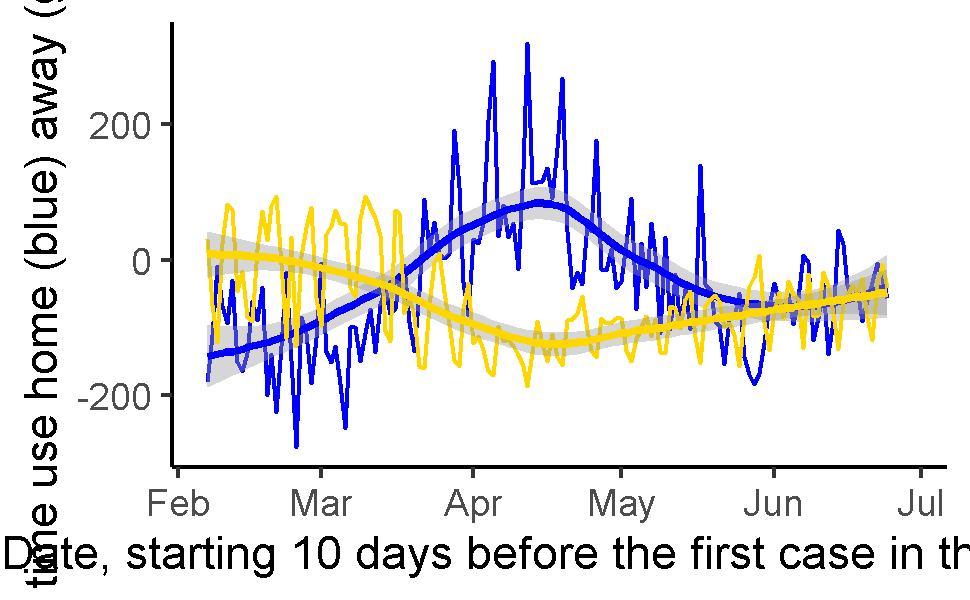 time use home (blue) away (
200
0
-200
Feb Mar Apr May Jun Jul
Date, starting 10 days before the first case in th